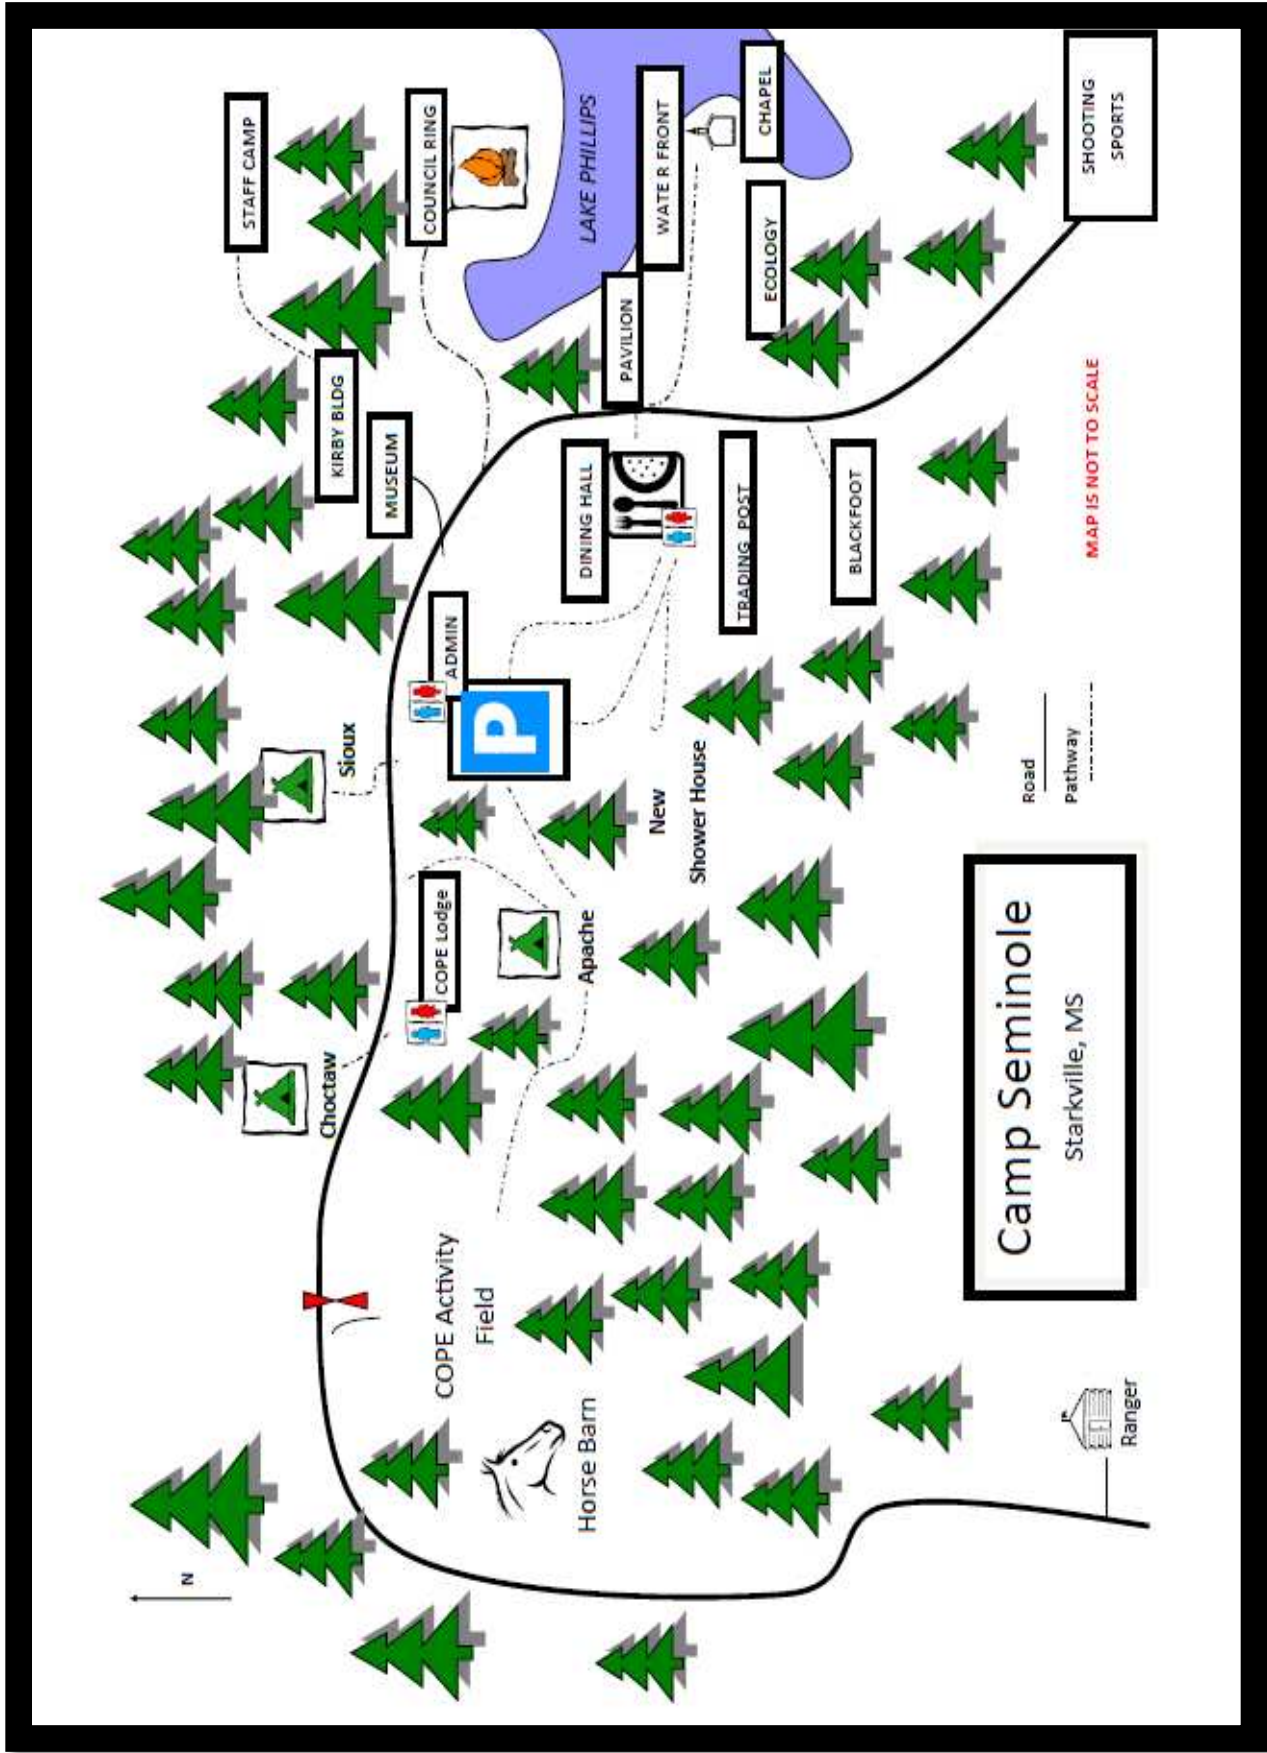 N
STAFF CAMP
Choctaw
Sioux
KIRBY BLDG
MUSEUM
COUNCIL RING
COPE Activity
Field
COPE Lodge
ADMIN
P
Horse Barn
Apache
DINING HALL
LAKE PHILLIPS
PAVILION
WATE R FRONT
New
Shower House
TRADING POST
ECOLOGY
CHAPEL
BLACKFOOT
Camp Seminole
Starkville, MS
Road
Pathway
MAP IS NOT TO SCALE
SHOOTING
SPORTS
Ranger